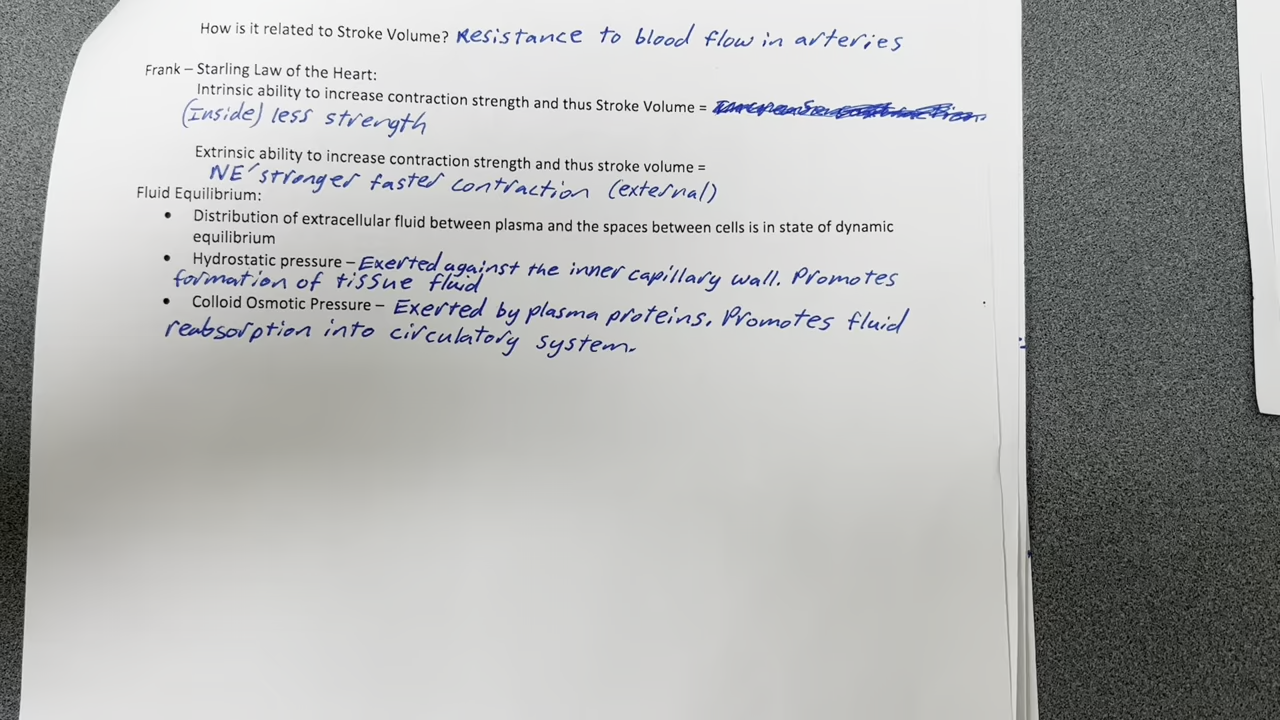 How is it related to Stroke Volume? Resistance to blood flow in arteries
Frank – Starling Law of the Heart:
Intrinsic ability to increase contraction strength and thus Stroke Volume =
(Inside) less strength
Extrinsic ability to increase contraction strength and thus stroke volume =
NE' stronger faster contraction (external)
Fluid Equilibrium:
• Distribution of extracellular fluid between plasma and the spaces between cells is in state of dynamic
equilibrium
• Hydrostatic pressure – Exerted against the inner capillary wall. Promotes
formation of tissue fluid
• Colloid Osmotic Pressure – Exerted by plasma proteins. Promotes fluid
reabsorption into circulatory system.